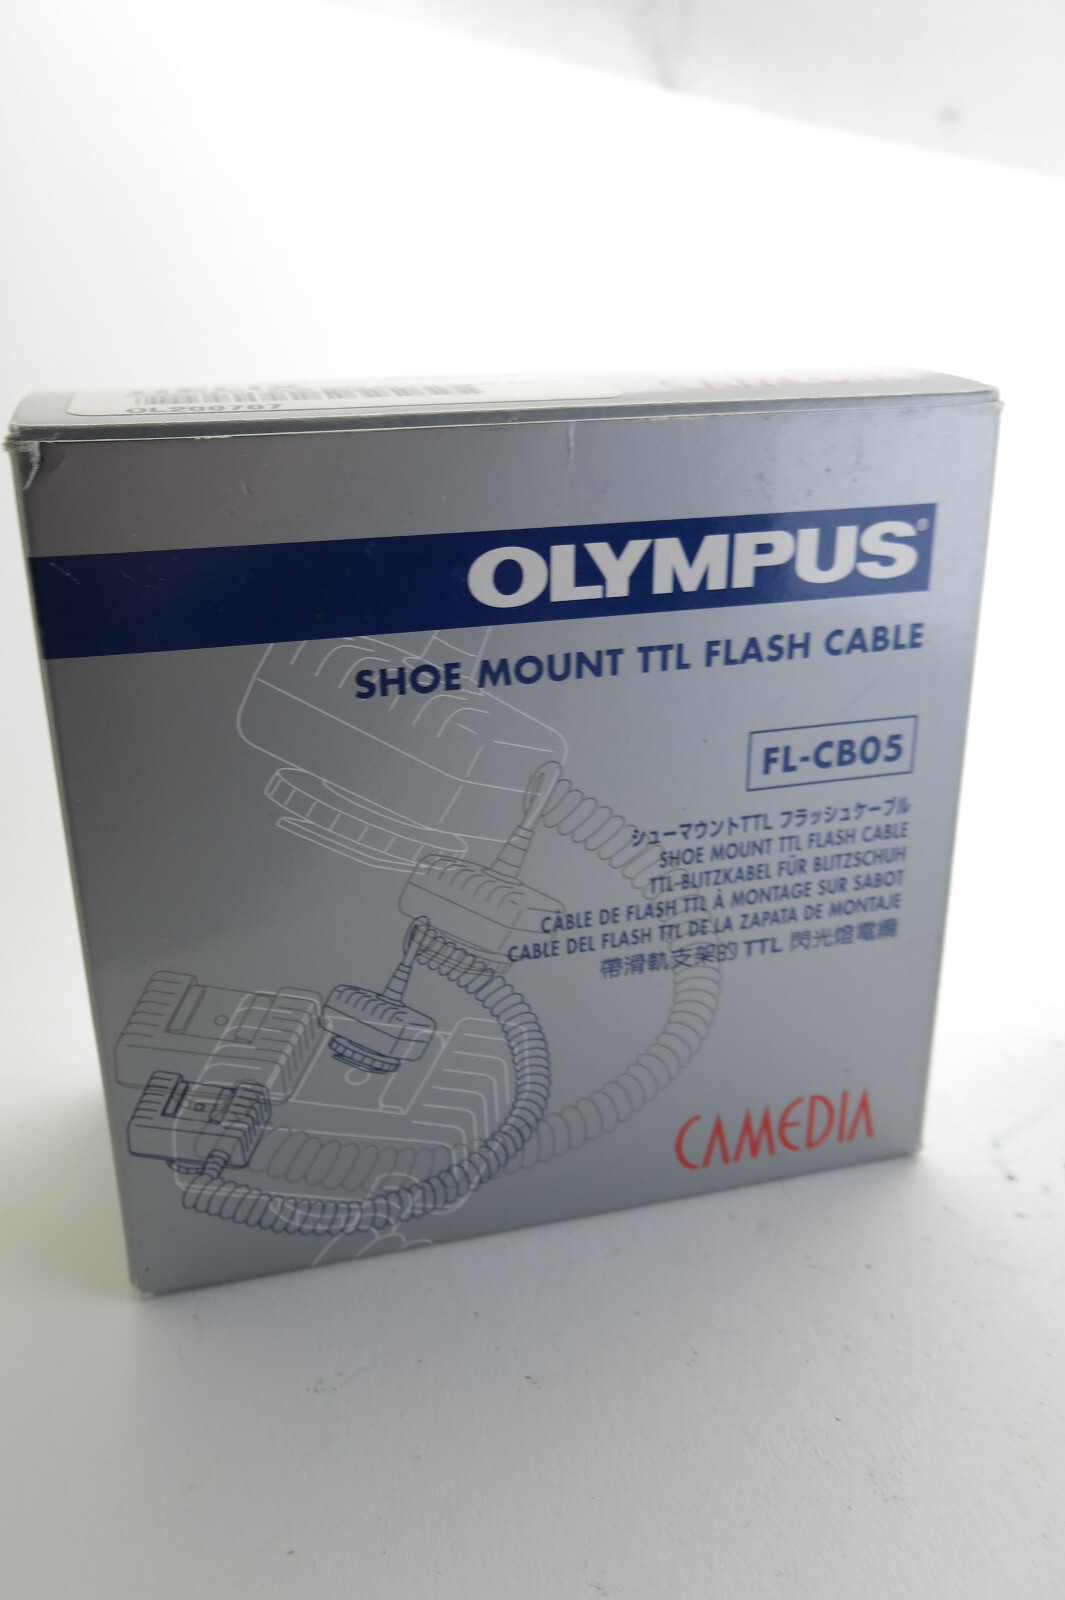 OL200707
OLYMPUS®
SHOE MOUNT TTL FLASH CABLE
FL-CB05
シューマウントTTL フラッシュケーブル
SHOE MOUNT TTL FLASH CABLE
TTL-BLITZKABEL FÜR BLITZSCHUH
CÂBLE DE FLASH TTL À MONTAGE SUR SABOT
CABLE DEL FLASH TTL DE LA ZAPATA DE MONTAJE
帶滑軌支架的 TTL 閃光燈電纜
CAMEDIA